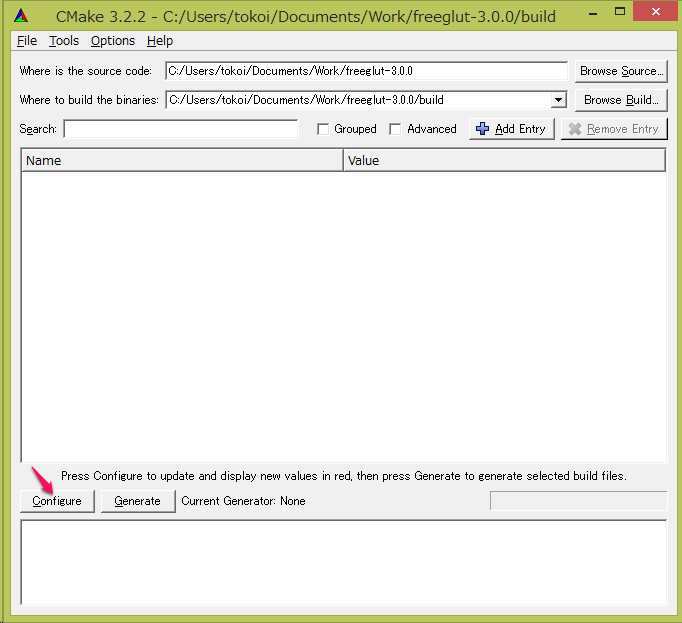 CMake 3.2.2 - C:/Users/tokoi/Documents/Work/freeglut-3.0.0/build
File Tools Options Help
Where is the source code: C:/Users/tokoi/Documents/Work/freeglut-3.0.0 Browse Source...
Where to build the binaries: C:/Users/tokoi/Documents/Work/freeglut-3.0.0/build Browse Build...
Search: Grouped Advanced Add Entry Remove Entry
Name Value
Press Configure to update and display new values in red, then press Generate to generate selected build files.
Configure Generate Current Generator: None